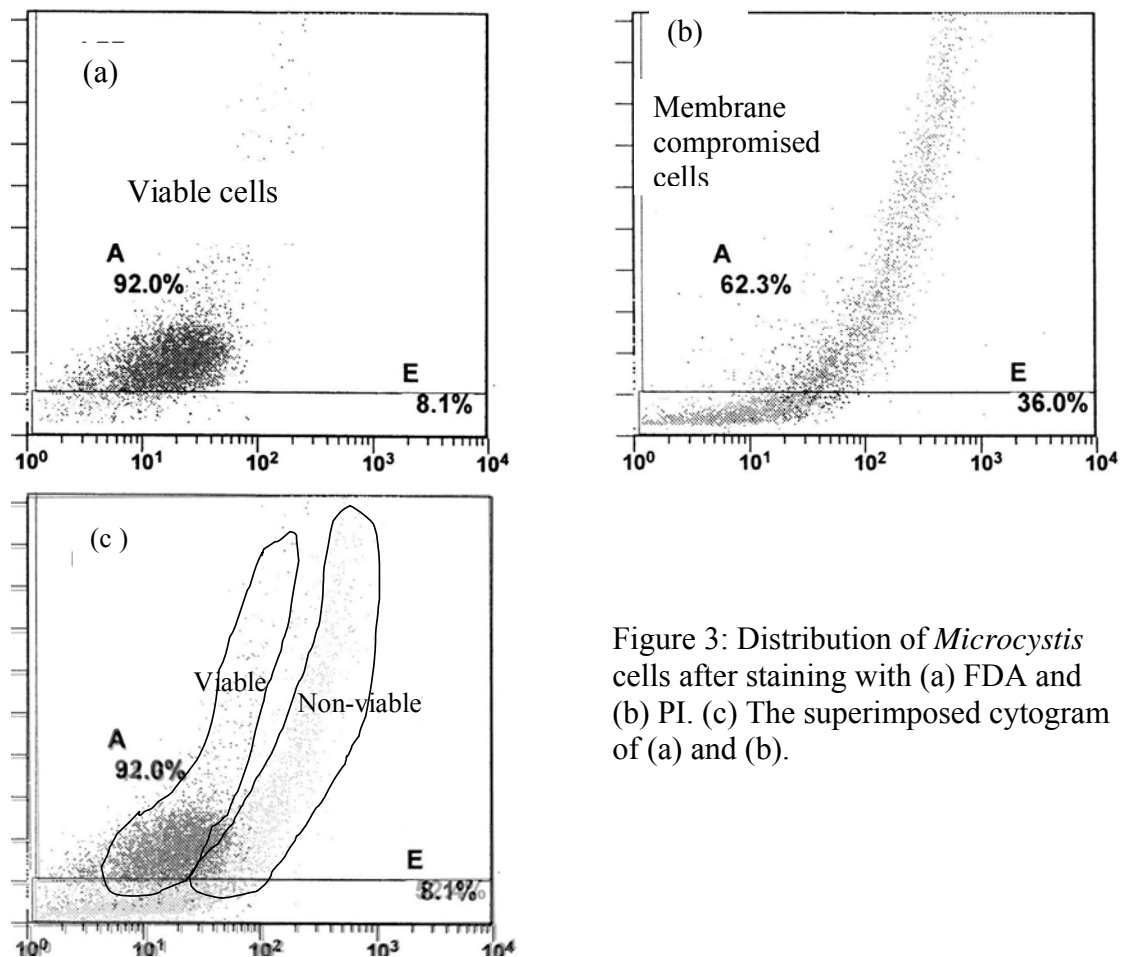 (a)
Viable cells
A
92.0%
E
8.1%
10⁰ 10¹ 10² 10³ 10⁴
(b)
Membrane
compromised
cells
A
62.3%
E
36.0%
10⁰ 10¹ 10² 10³ 10⁴
(c )
Viable
Non-viable
A
E
8.1%
10⁰ 10¹ 10² 10³ 10⁴
Figure 3: Distribution of Microcystis
cells after staining with (a) FDA and
(b) PI. (c) The superimposed cytogram
of (a) and (b).